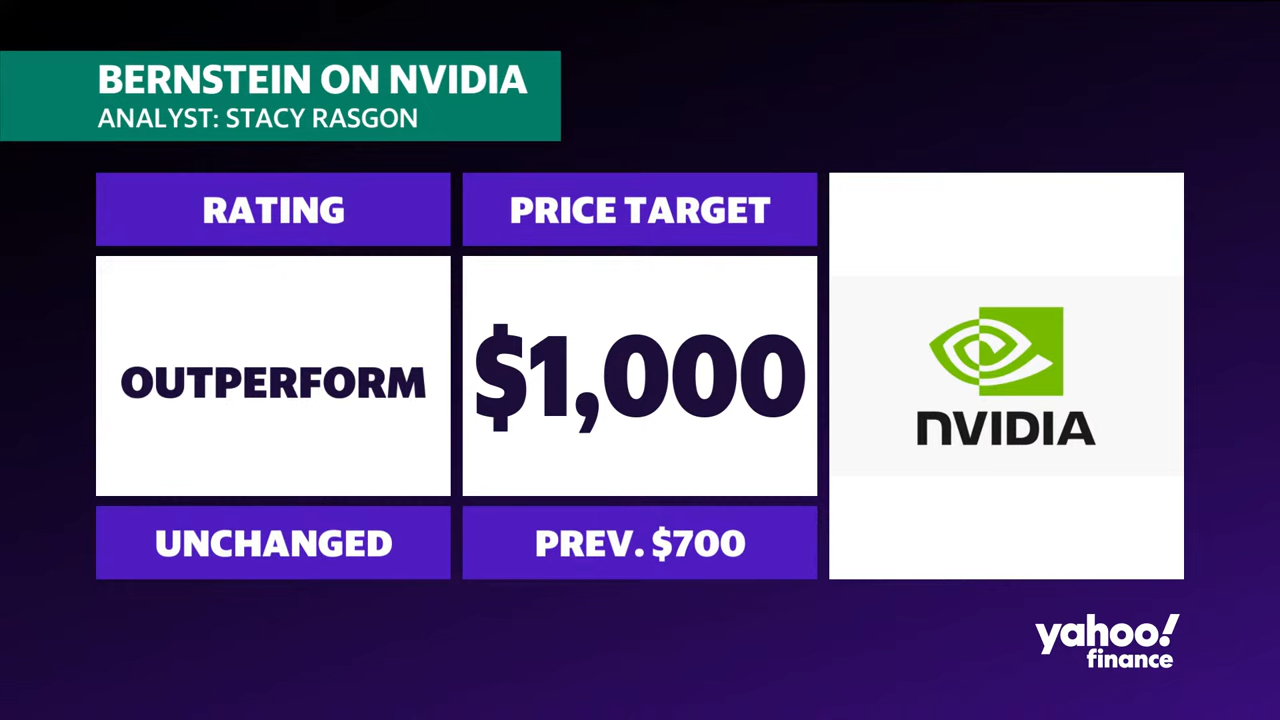 BERNSTEIN ON NVIDIA
ANALYST: STACY RASGON
RATING
PRICE TARGET
OUTPERFORM
$1,000
NVIDIA
UNCHANGED
PREV. $700
yahoo!
finance